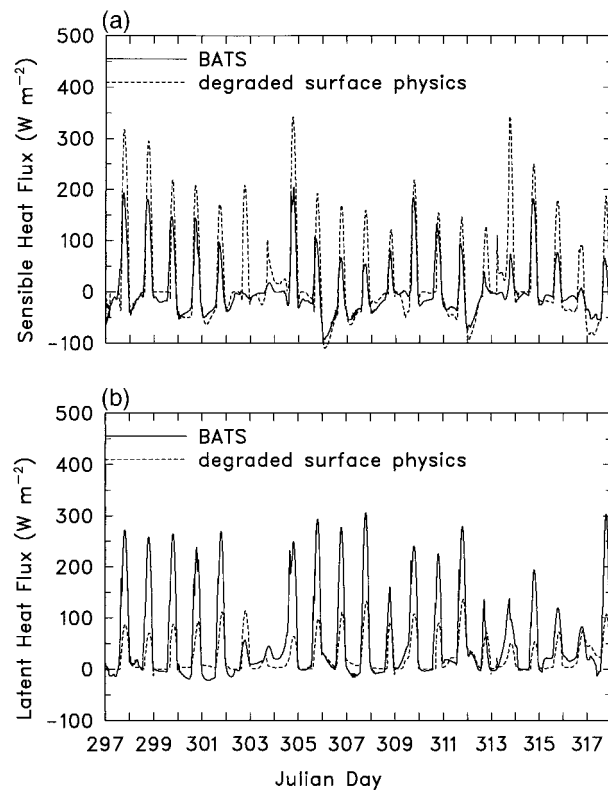 (a)
500
400
300
200
100
0
-100
Sensible Heat Flux (W m⁻²)
BATS
degraded surface physics
(b)
500
400
300
200
100
0
-100
Latent Heat Flux (W m⁻²)
BATS
degraded surface physics
297 299 301 303 305 307 309 311 313 315 317
Julian Day